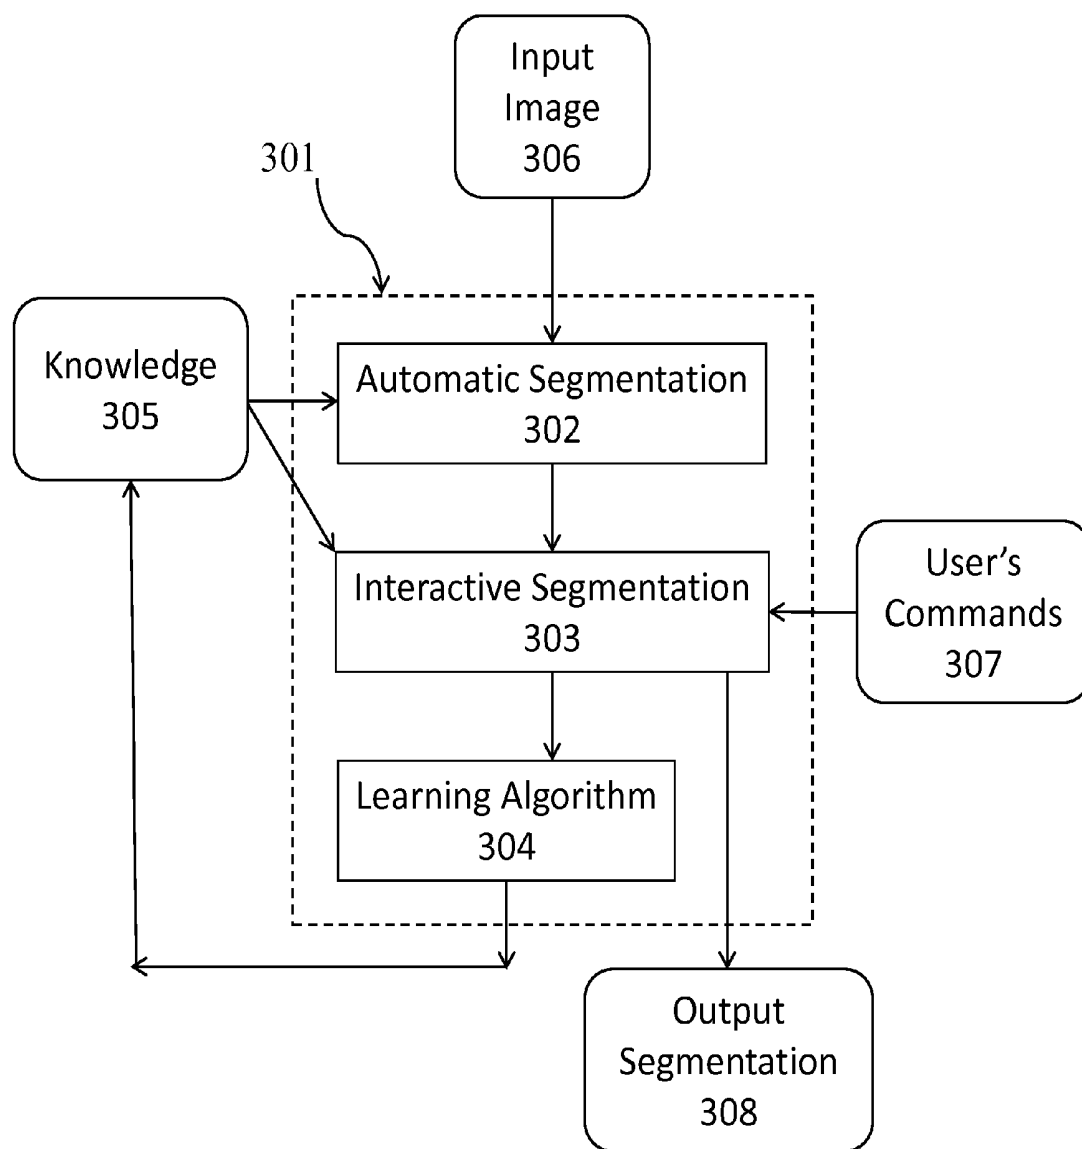 Input
Image
306
301
Knowledge
305
Automatic Segmentation
302
Interactive Segmentation
303
User’s
Commands
307
Learning Algorithm
304
Output
Segmentation
308